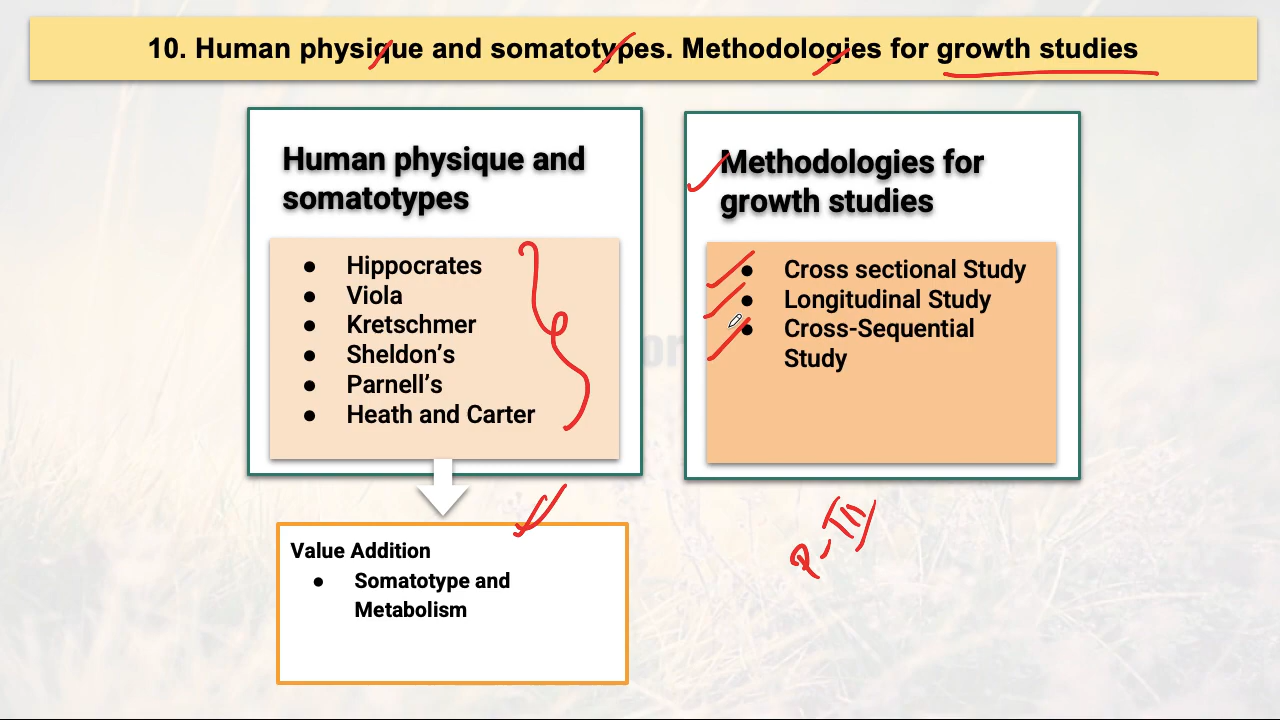 10. Human physique and somatotypes. Methodologies for growth studies
Human physique and
somatotypes
● Hippocrates
● Viola
● Kretschmer
● Sheldon’s
● Parnell’s
● Heath and Carter
Methodologies for
growth studies
● Cross sectional Study
● Longitudinal Study
● Cross-Sequential
Study
Value Addition
● Somatotype and
Metabolism